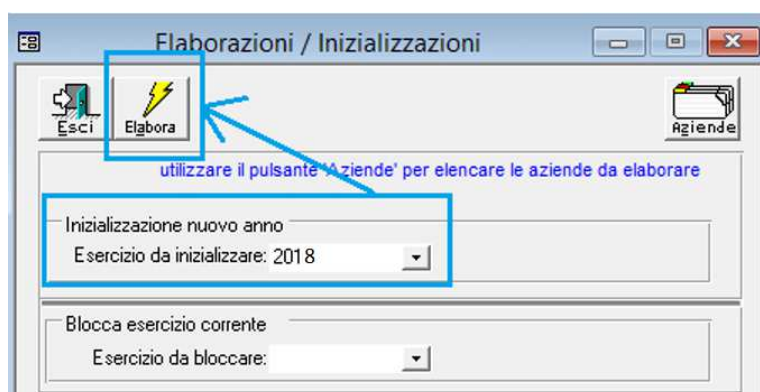 Elaborazioni / Inizializzazioni
Esci
Elabora
Aziende
utilizzare il pulsante 'Aziende' per elencare le aziende da elaborare
Inizializzazione nuovo anno
Esercizio da inizializzare: 2018
Blocca esercizio corrente
Esercizio da bloccare: